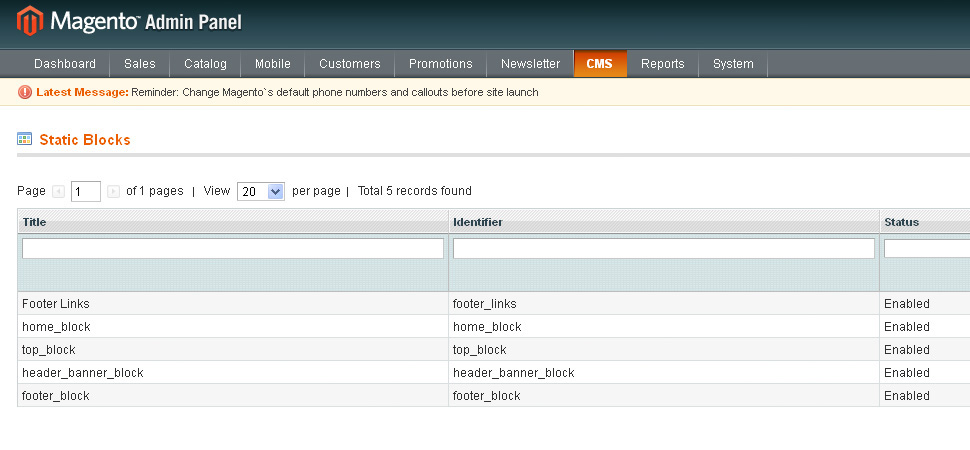 Magento™ Admin Panel
Dashboard Sales Catalog Mobile Customers Promotions Newsletter CMS Reports System
Latest Message: Reminder: Change Magento`s default phone numbers and callouts before site launch
Static Blocks
Page 1 of 1 pages | View 20 per page | Total 5 records found
Title Identifier Status
Footer Links footer_links Enabled
home_block home_block Enabled
top_block top_block Enabled
header_banner_block header_banner_block Enabled
footer_block footer_block Enabled